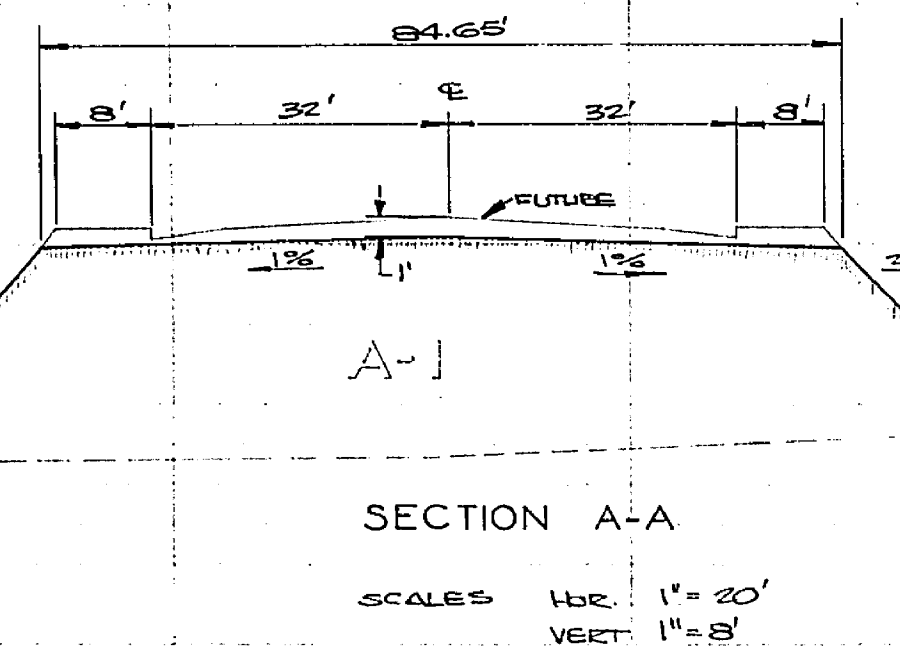 84.65'
8' 32' ℄ 32' 8'
FUTURE
1% 1' 1% 2
A-1
SECTION A-A
SCALES HOR. 1" = 20'
VERT 1" = 8'